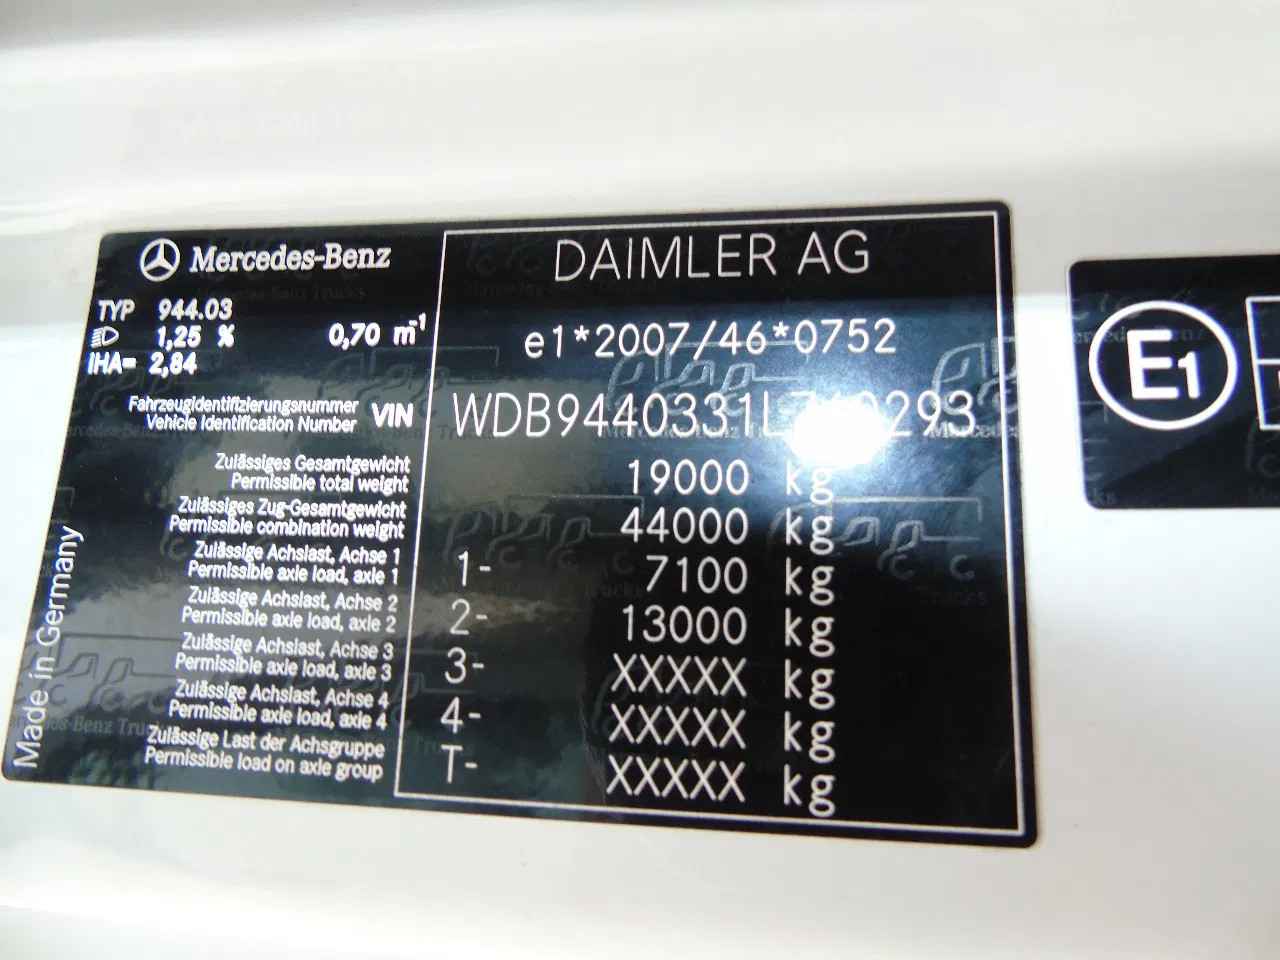 Mercedes-Benz
TYP 944.03
1,25 % 0,70 m-1
IHA= 2,84
DAIMLER AG
e1*2007/46*0752
Fahrzeugidentifizierungsnummer
Vehicle Identification Number
VIN
Zulässiges Gesamtgewicht
Permissible total weight
19000 kg
Zulässiges Zug-Gesamtgewicht
Permissible combination weight
44000 kg
Zulässige Achslast, Achse 1
Permissible axle load, axle 1
1- 7100 kg
Zulässige Achslast, Achse 2
Permissible axle load, axle 2
2- 13000 kg
Zulässige Achslast, Achse 3
Permissible axle load, axle 3
3- XXXXX kg
Zulässige Achslast, Achse 4
Permissible axle load, axle 4
4- XXXXX kg
Zulässige Last der Achsgruppe
Permissible load on axle group
T- XXXXX kg
Made in Germany
E1